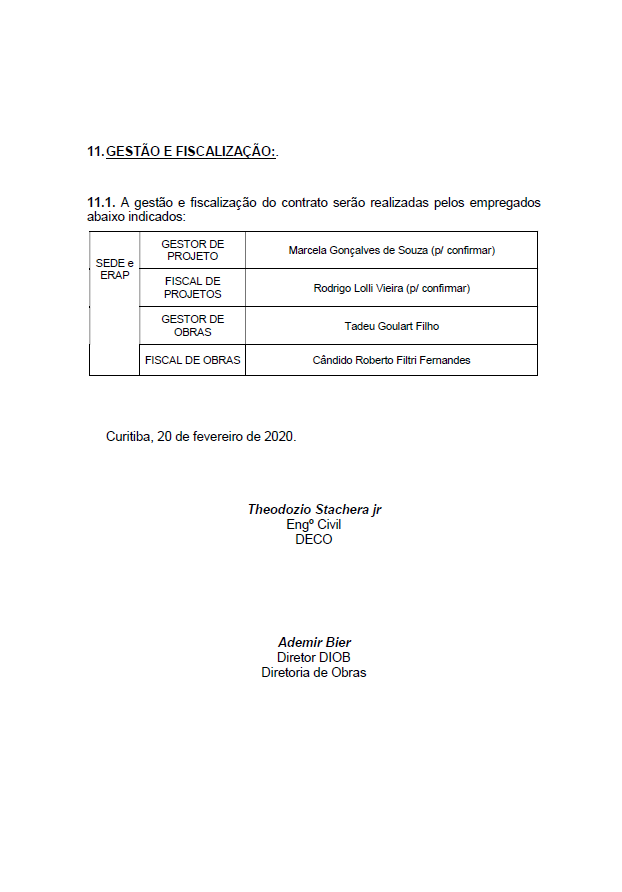 11. GESTÃO E FISCALIZAÇÃO:.
11.1. A gestão e fiscalização do contrato serão realizadas pelos empregados
abaixo indicados:
SEDE e
ERAP
GESTOR DE
PROJETO
Marcela Gonçalves de Souza (p/ confirmar)
FISCAL DE
PROJETOS
Rodrigo Lolli Vieira (p/ confirmar)
GESTOR DE
OBRAS
Tadeu Goulart Filho
FISCAL DE OBRAS
Cândido Roberto Filtri Fernandes
Curitiba, 20 de fevereiro de 2020.
Theodozio Stachera jr
Engº Civil
DECO
Ademir Bier
Diretor DIOB
Diretoria de Obras